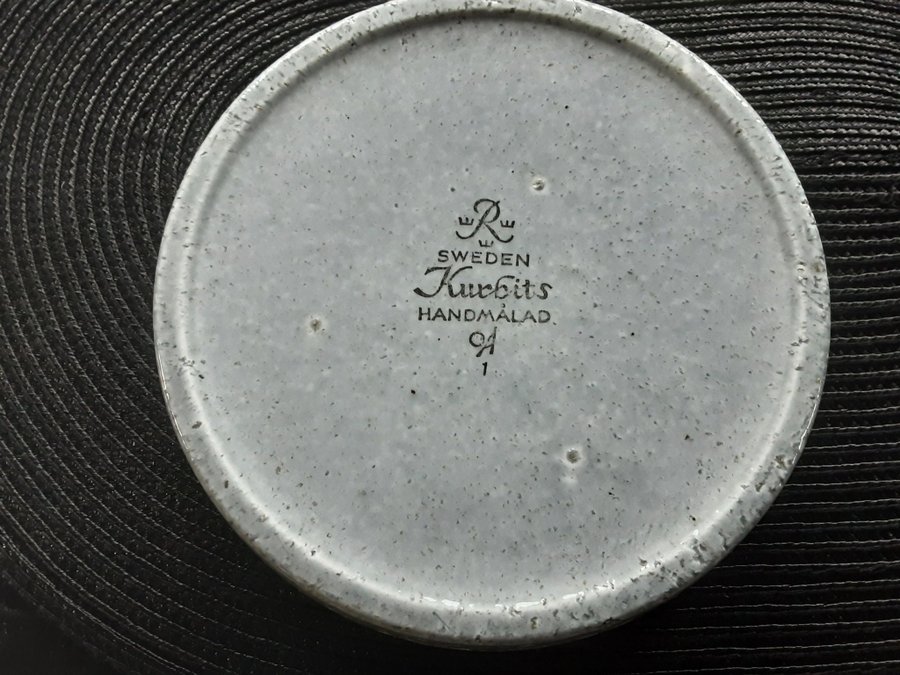 R
SWEDEN
Kurbits
HANDMÅLAD
1